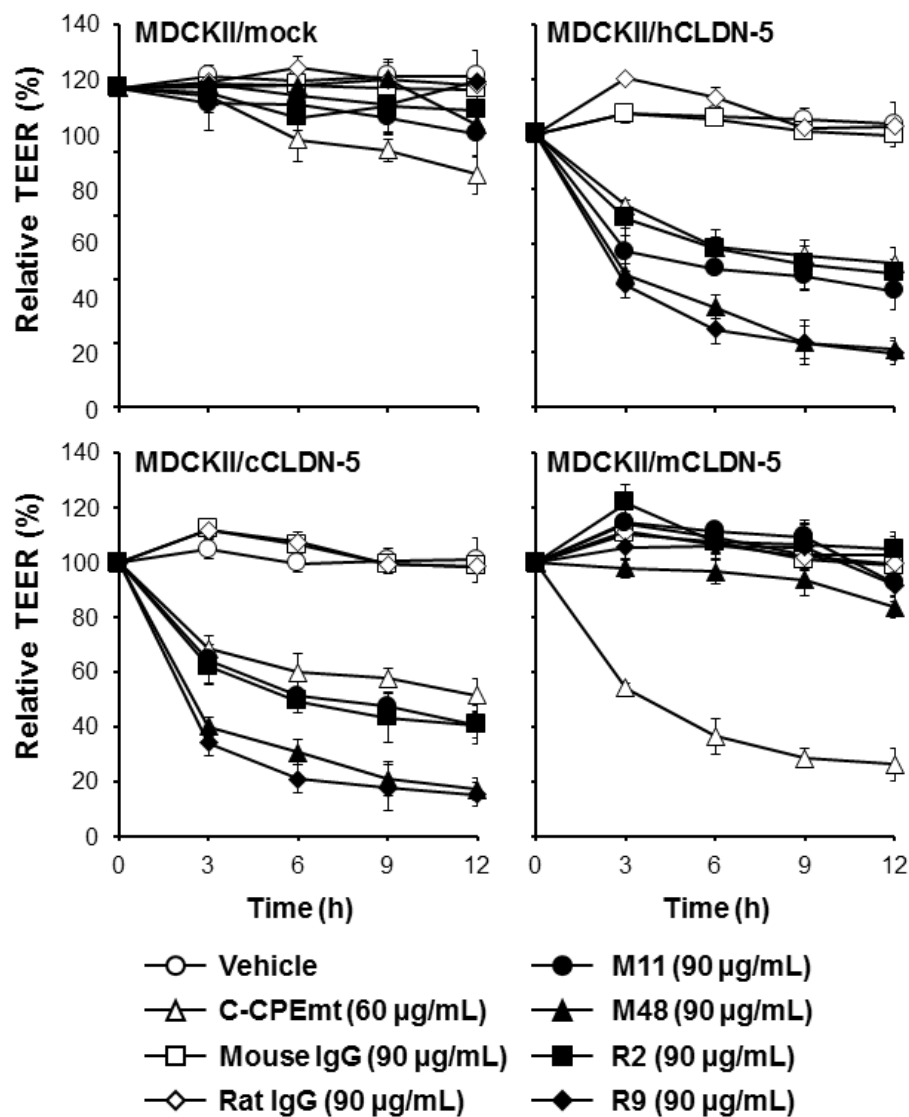 MDCKII/mock
MDCKII/hCLDN-5
Relative TEER (%)
140
120
100
80
60
40
20
0
MDCKII/cCLDN-5
MDCKII/mCLDN-5
Relative TEER (%)
140
120
100
80
60
40
20
0
0 3 6 9 12
0 3 6 9 12
Time (h)
Time (h)
Vehicle
C-CPEmt (60 µg/mL)
Mouse IgG (90 µg/mL)
Rat IgG (90 µg/mL)
M11 (90 µg/mL)
M48 (90 µg/mL)
R2 (90 µg/mL)
R9 (90 µg/mL)